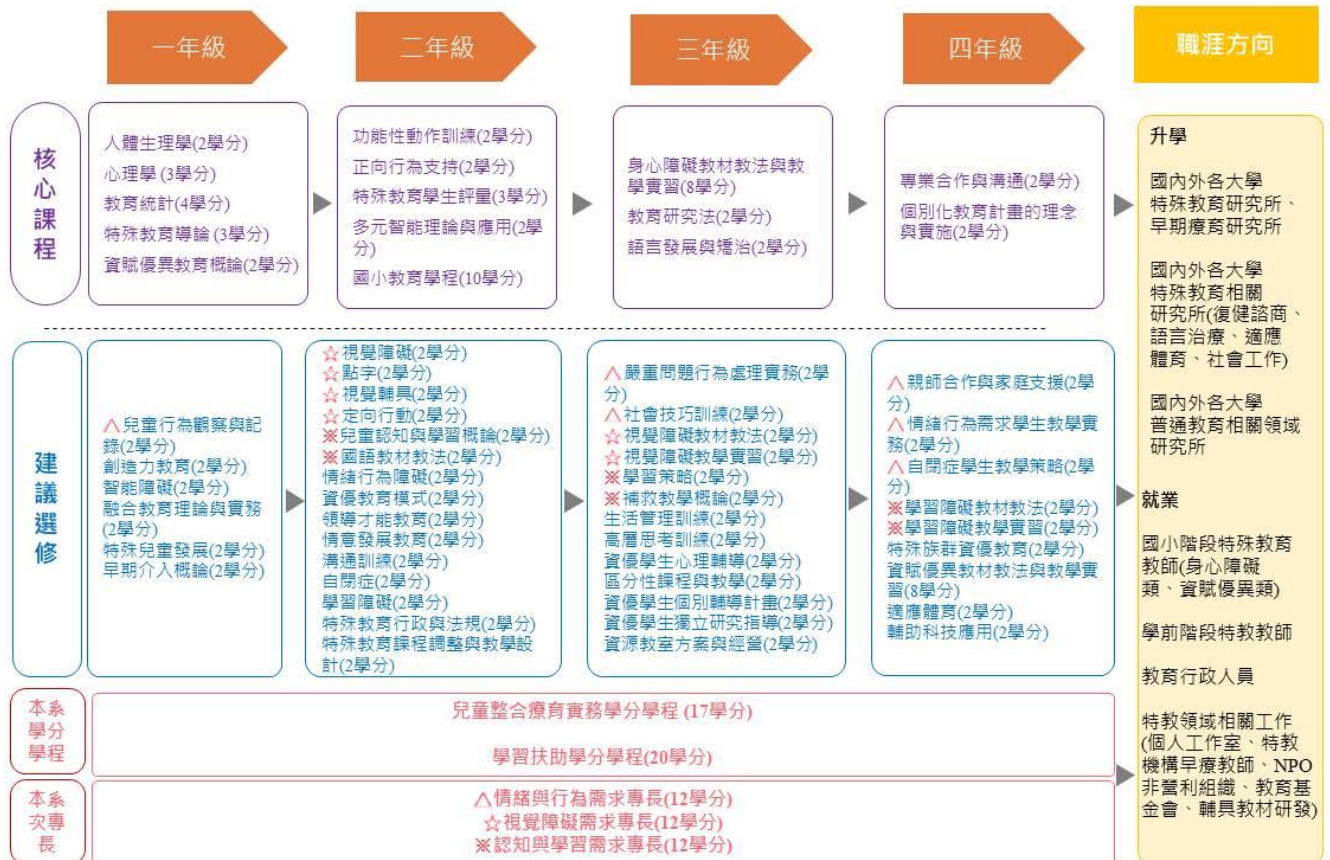 一年級
二年級
三年級
四年級
職涯方向
核心課程
人體生理學(2學分)
心理學 (3學分)
教育統計(4學分)
特殊教育導論 (3學分)
資賦優異教育概論(2學分)
功能性動作訓練(2學分)
正向行為支持(2學分)
特殊教育學生評量(3學分)
多元智能理論與應用(2學
分)
國小教育學程(10學分)
身心障礙教材教法與教
學實習(8學分)
教育研究法(2學分)
語言發展與矯治(2學分)
專業合作與溝通(2學分)
個別化教育計畫的理念
與實施(2學分)
建議選修
△兒童行為觀察與記
錄(2學分)
創造力教育(2學分)
智能障礙(2學分)
融合教育理論與實務
(2學分)
特殊兒童發展(2學分)
早期介入概論(2學分)
☆視覺障礙(2學分)
☆點字(2學分)
☆視覺輔具(2學分)
☆定向行動(2學分)
※兒童認知與學習概論(2學分)
※國語教材教法(2學分)
情緒行為障礙(2學分)
資優教育模式(2學分)
領導才能教育(2學分)
情意發展教育(2學分)
溝通訓練(2學分)
自閉症(2學分)
學習障礙(2學分)
特殊教育行政與法規(2學分)
特殊教育課程調整與教學設
計(2學分)
△嚴重問題行為處理實務(2學
分)
△社會技巧訓練(2學分)
☆視覺障礙教材教法(2學分)
☆視覺障礙教學實習(2學分)
※學習策略(2學分)
※補救教學概論(2學分)
生活管理訓練(2學分)
高層思考訓練(2學分)
資優學生心理輔導(2學分)
區分性課程與教學(2學分)
資優學生個別輔導計畫(2學分)
資優學生獨立研究指導(2學分)
資源教室方案與經營(2學分)
△親師合作與家庭支援(2學
分)
△情緒行為需求學生教學實
務(2學分)
△自閉症學生教學策略(2學
分)
※學習障礙教材教法(2學分)
※學習障礙教學實習(2學分)
特殊族群資優教育(2學分)
資賦優異教材教法與教學實
習(8學分)
適應體育(2學分)
輔助科技應用(2學分)
本系
學分
學程
兒童整合療育實務學分學程 (17學分)
學習扶助學分學程(20學分)
本系
次專
長
△情緒與行為需求專長(12學分)
☆視覺障礙需求專長(12學分)
※認知與學習需求專長(12學分)
升學
國內外各大學
特殊教育研究所、
早期療育研究所
國內外各大學
特殊教育相關
研究所(復健諮商、
語言治療、適應
體育、社會工作)
國內外各大學
普通教育相關領域
研究所
就業
國小階段特殊教育
教師(身心障礙
類、資賦優異類)
學前階段特教教師
教育行政人員
特教領域相關工作
(個人工作室、特教
機構早療教師、NPO
非營利組織、教育基
金會、輔具教材研發)